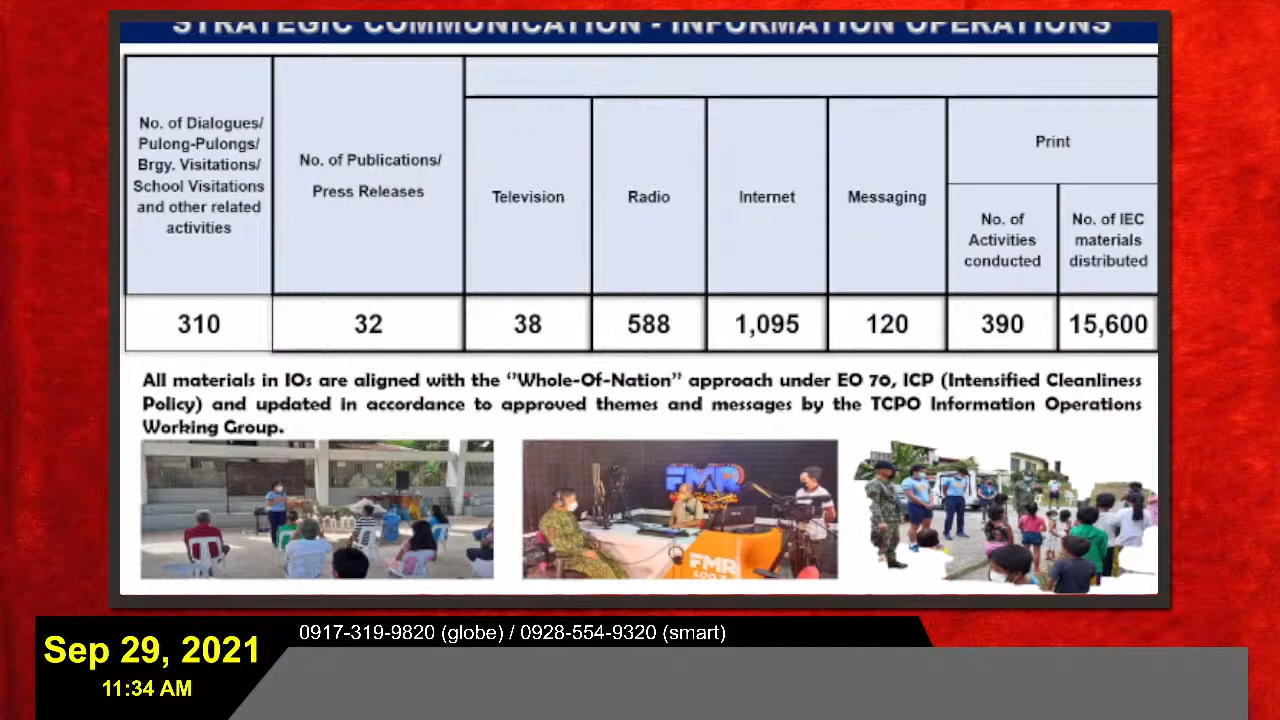 STRATEGIC COMMUNICATION - INFORMATION OPERATIONS
No. of Dialogues/
Pulong-Pulongs/
Brgy. Visitations/
School Visitations
and other related
activities
No. of Publications/
Press Releases
Television
Radio
Internet
Messaging
Print
No. of
Activities
conducted
No. of IEC
materials
distributed
310
32
38
588
1,095
120
390
15,600
All materials in IOs are aligned with the ‘’Whole-Of-Nation” approach under EO 70, ICP (Intensified Cleanliness
Policy) and updated in accordance to approved themes and messages by the TCPO Information Operations
Working Group.
FMR
FMR
100.7
0917-319-9820 (globe) / 0928-554-9320 (smart)
Sep 29, 2021
11:34 AM